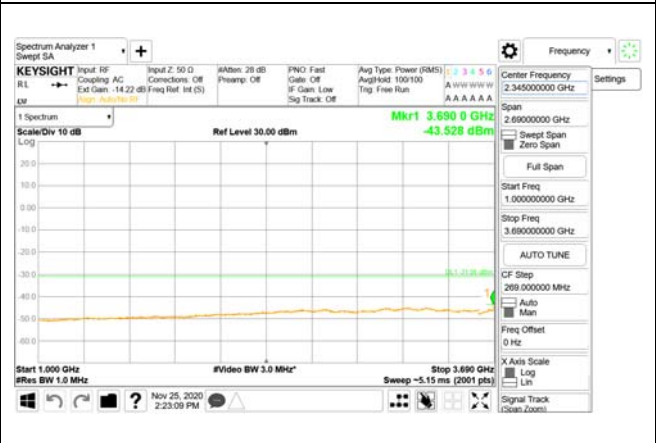 Spectrum Analyzer 1
Swept SA
+
Frequency
KEYSIGHT
RL
Input: RF
Coupling: AC
Ext Gain: -14.22 dB
Align: Auto/No RF
Input Z: 50 Ω
Corrections: Off
Freq Ref: Int (S)
#Atten: 28 dB
Preamp: Off
PNO: Fast
Gate: Off
IF Gain: Low
Sig Track: Off
Avg Type: Power (RMS)
Avg|Hold: 100/100
Trig: Free Run
1 2 3 4 5 6
A W W W W W
A A A A A A
1 Spectrum
Scale/Div 10 dB
Log
Ref Level 30.00 dBm
Mkr1 3.690 0 GHz
-43.528 dBm
20.0
10.0
0.00
-10.0
-20.0
-30.0
-40.0
-50.0
-60.0
1
Start 1.000 GHz
#Res BW 1.0 MHz
#Video BW 3.0 MHz*
Stop 3.690 GHz
Sweep ~5.15 ms (2001 pts)
Nov 25, 2020
2:23:09 PM
Center Frequency
2.345000000 GHz
Settings
Span
2.69000000 GHz
Swept Span
Zero Span
Full Span
Start Freq
1.000000000 GHz
Stop Freq
3.690000000 GHz
AUTO TUNE
CF Step
269.000000 MHz
Auto
Man
Freq Offset
0 Hz
X Axis Scale
Log
Lin
Signal Track
(Span Zoom)